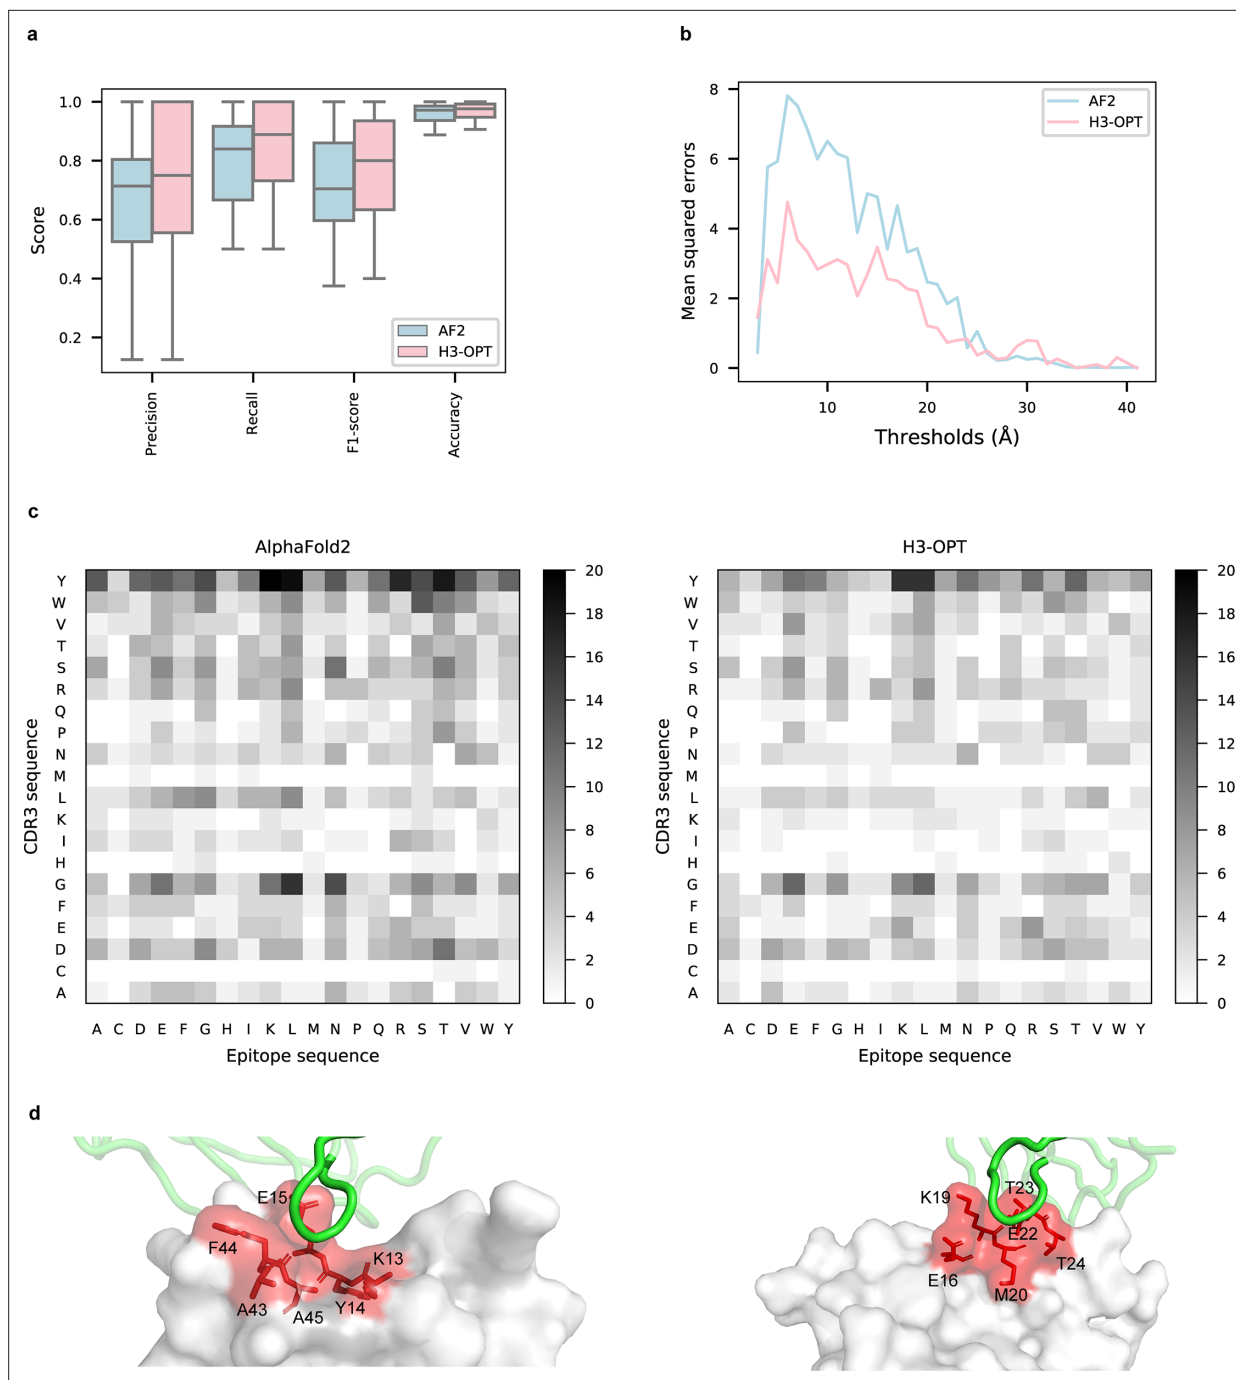 a
1.0
0.8
0.6
0.4
0.2
Score
AF2
H3-OPT
Precision
Recall
F1-score
Accuracy
b
8
6
4
2
0
Mean squared errors
AF2
H3-OPT
10
20
30
40
Thresholds (Å)
c
AlphaFold2
Y
W
V
T
S
R
Q
P
N
M
L
K
I
H
G
F
E
D
C
A
CDR3 sequence
A C D E F G H I K L M N P Q R S T V W Y
Epitope sequence
20
18
16
14
12
10
8
6
4
2
0
H3-OPT
Y
W
V
T
S
R
Q
P
N
M
L
K
I
H
G
F
E
D
C
A
CDR3 sequence
A C D E F G H I K L M N P Q R S T V W Y
Epitope sequence
20
18
16
14
12
10
8
6
4
2
0
d
E15
F44
K13
A43
A45
Y14
K19
T23
E22
E16
T24
M20